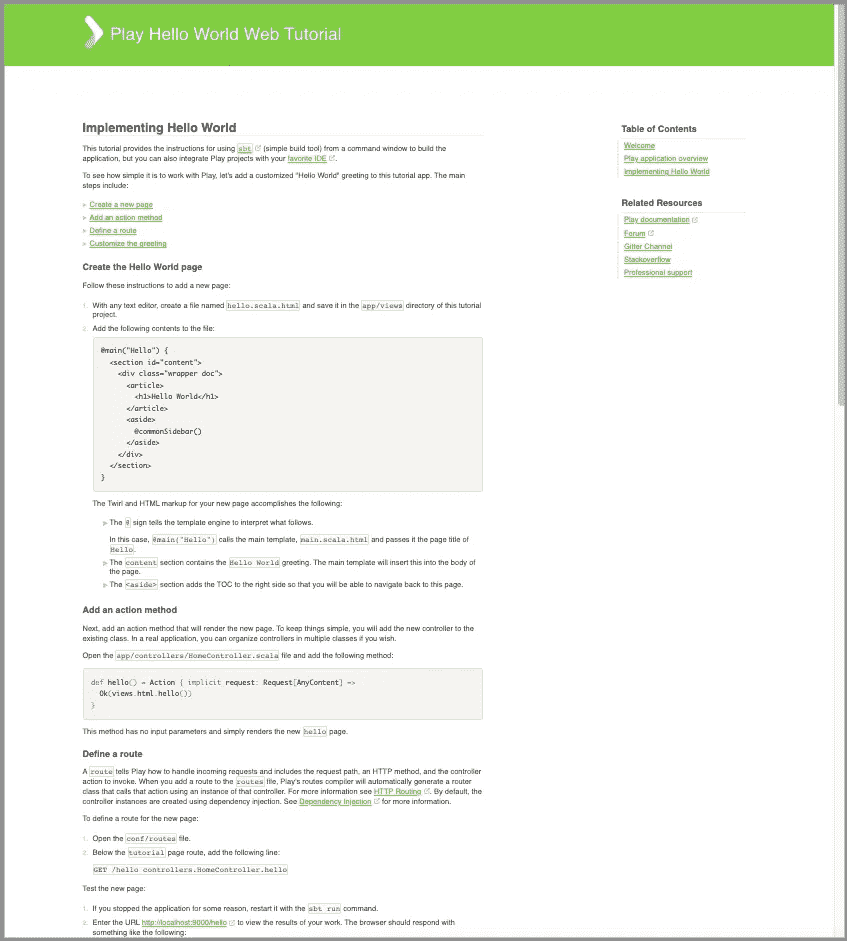 Play Hello World Web Tutorial
Implementing Hello World
This tutorial provides the instructions for using sbt (simple build tool) from a command window to build the
application, but you can also integrate Play projects with your favorite IDE .
To see how simple it is to work with Play, let's add a customized "Hello World" greeting to this tutorial app. The main
steps include:
Create a new page
Add an action method
Define a route
Customize the greeting
Create the Hello World page
Follow these instructions to add a new page:
1. With any text editor, create a file named hello.scala.html and save it in the app/views directory of this tutorial
project.
2. Add the following contents to the file:
@main("Hello") {
<section id="content">
<div class="wrapper doc">
<article>
<h1>Hello World</h1>
</article>
<aside>
@commonSidebar()
</aside>
</div>
</section>
}
The Twirl and HTML markup for your new page accomplishes the following:
The @ sign tells the template engine to interpret what follows.
In this case, @main("Hello") calls the main template, main.scala.html and passes it the page title of
Hello.
The content section contains the Hello World greeting. The main template will insert this into the body of
the page.
The <aside> section adds the TOC to the right side so that you will be able to navigate back to this page.
Add an action method
Next, add an action method that will render the new page. To keep things simple, you will add the new controller to the
existing class. In a real application, you can organize controllers in multiple classes if you wish.
Open the app/controllers/HomeController.scala file and add the following method:
def hello() = Action { implicit request: Request[AnyContent] =>
Ok(views.html.hello())
}
This method has no input parameters and simply renders the new hello page.
Define a route
A route tells Play how to handle incoming requests and includes the request path, an HTTP method, and the controller
action to invoke. When you add a route to the routes file, Play's routes compiler will automatically generate a router
class that calls that action using an instance of that controller. For more information see HTTP Routing . By default, the
controller instances are created using dependency injection. See Dependency Injection for more information.
To define a route for the new page:
1. Open the conf/routes file.
2. Below the tutorial page route, add the following line:
GET /hello controllers.HomeController.hello
Test the new page:
1. If you stopped the application for some reason, restart it with the sbt run command.
2. Enter the URL http://localhost:9000/hello to view the results of your work. The browser should respond with
something like the following:
Table of Contents
Welcome
Play application overview
Implementing Hello World
Related Resources
Play documentation
Forum
Gitter Channel
Stackoverflow
Professional support